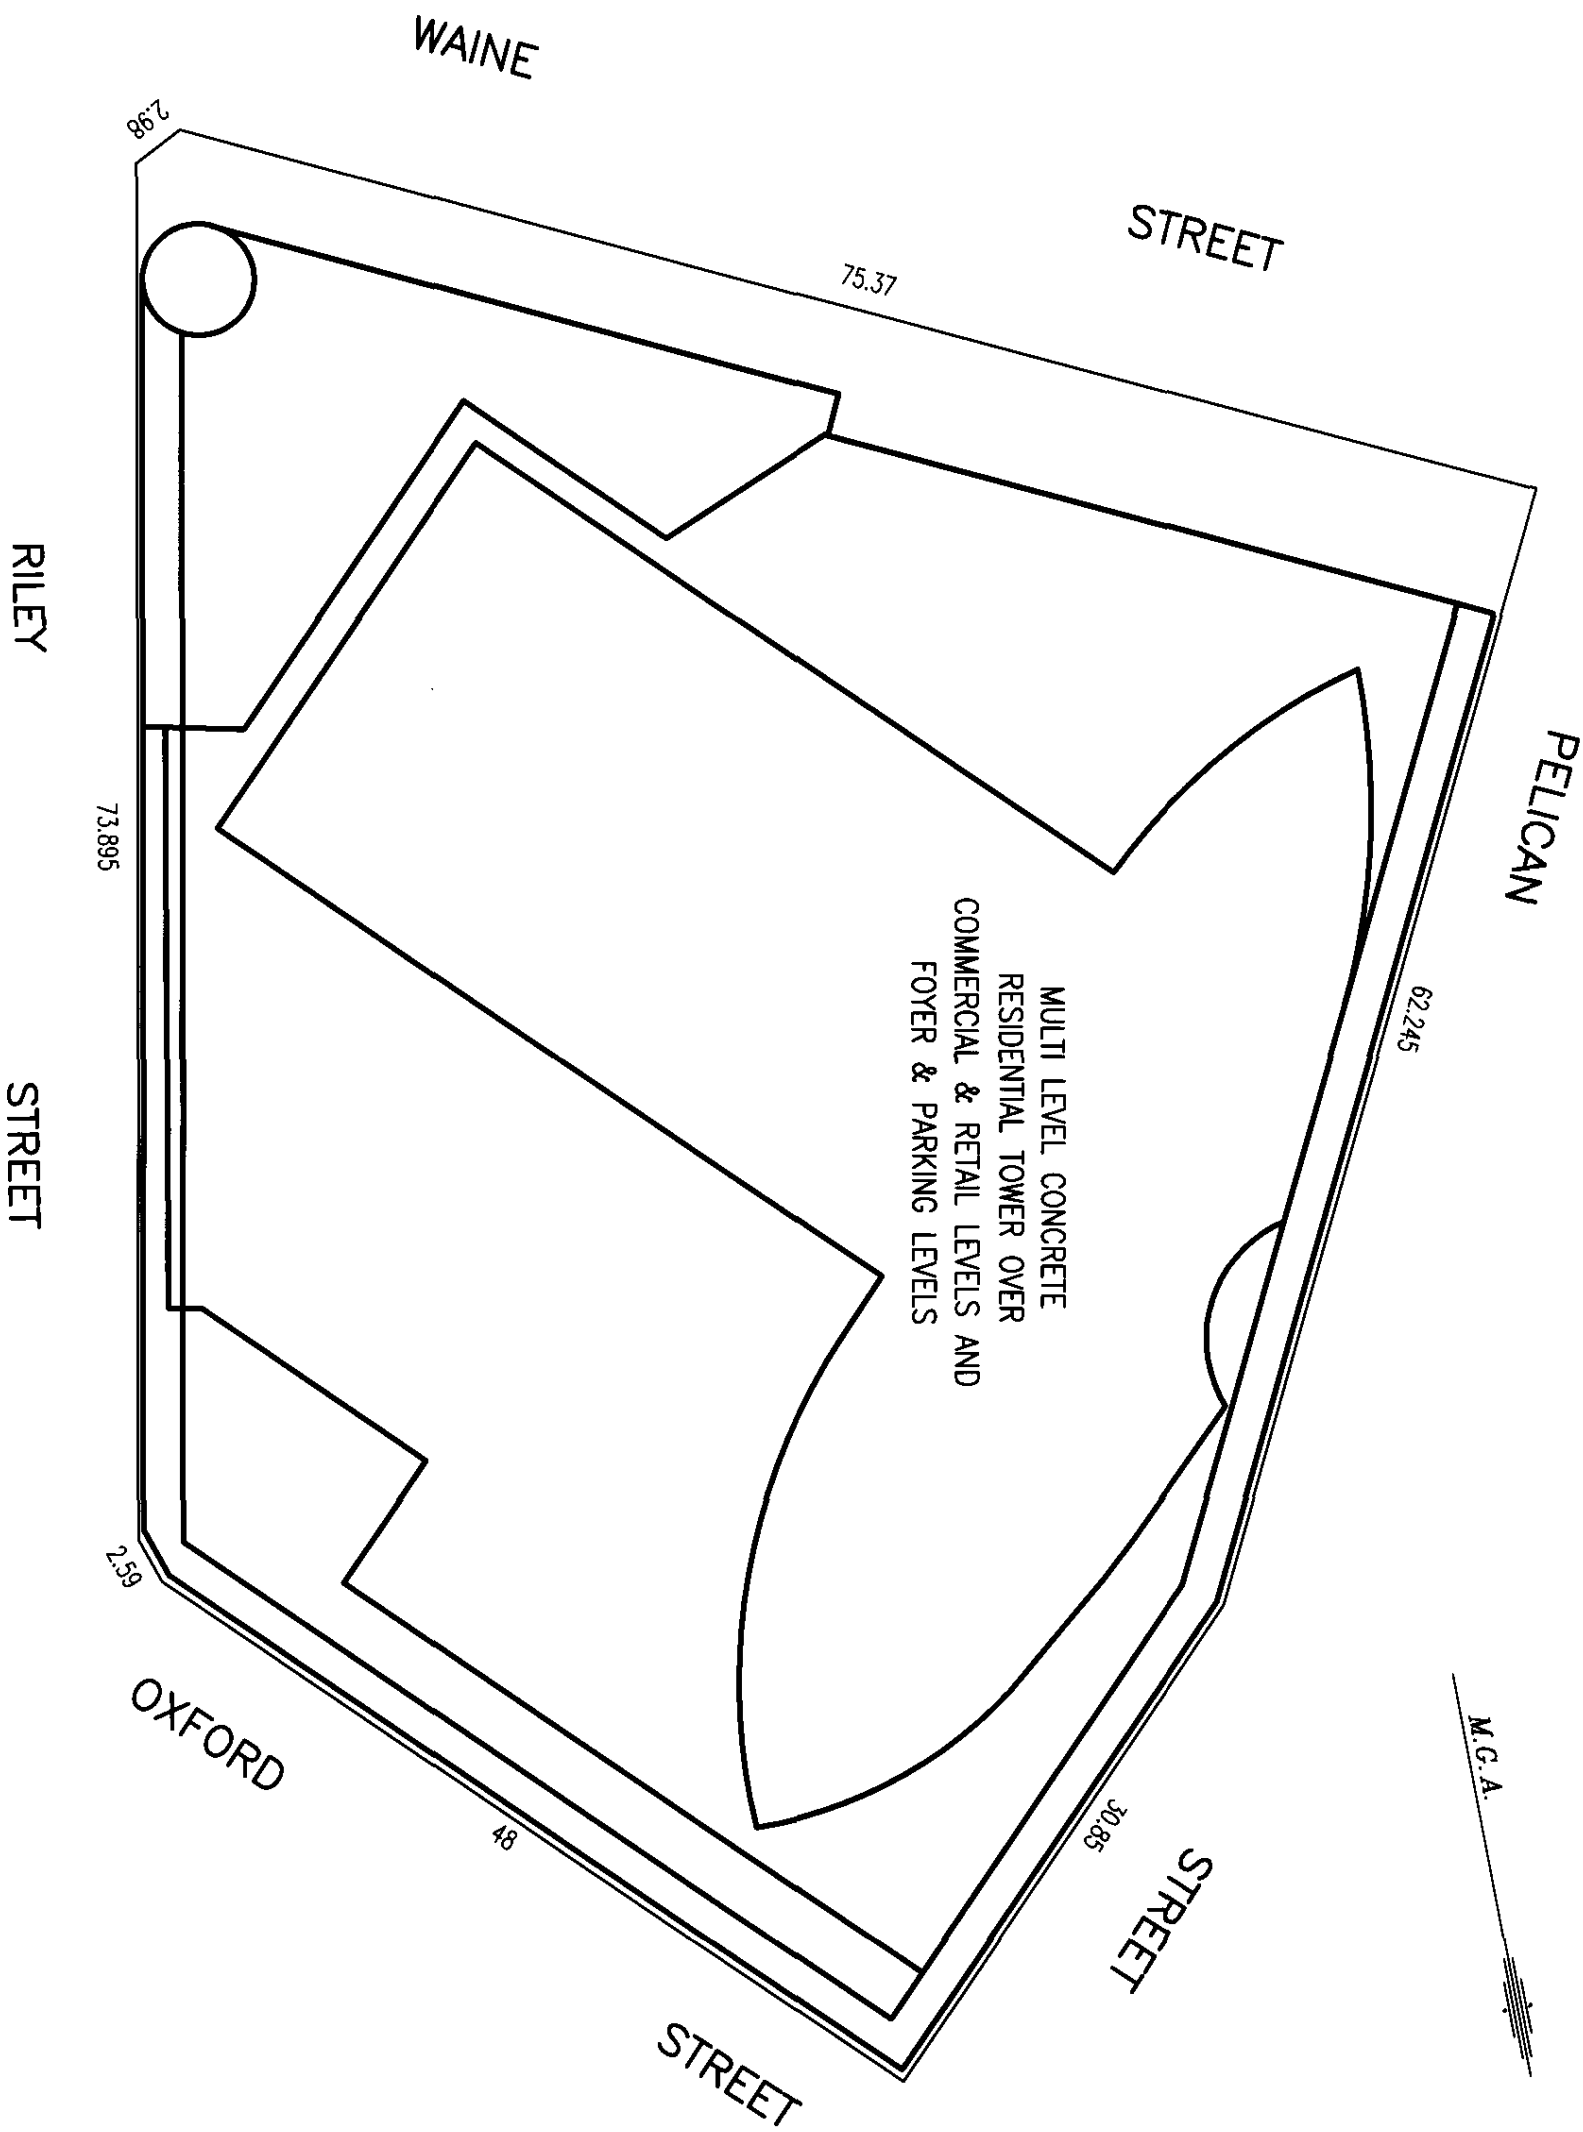 WAINE
STREET
2.98
75.37
RILEY
STREET
73.895
PELICAN
STREET
62.245
30.85
MULTI LEVEL CONCRETE
RESIDENTIAL TOWER OVER
COMMERCIAL & RETAIL LEVELS AND
FOYER & PARKING LEVELS
2.59
OXFORD
STREET
48
M.G.A.